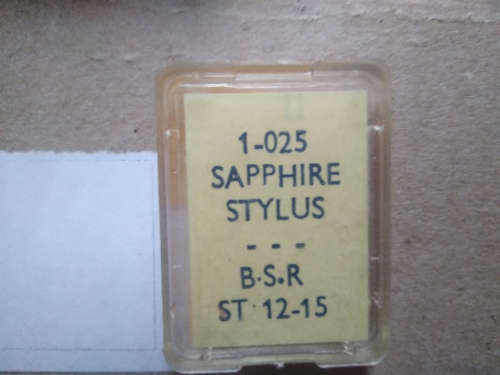 1-025
SAPPHIRE
STYLUS
- - -
B.S.R
ST 12-15